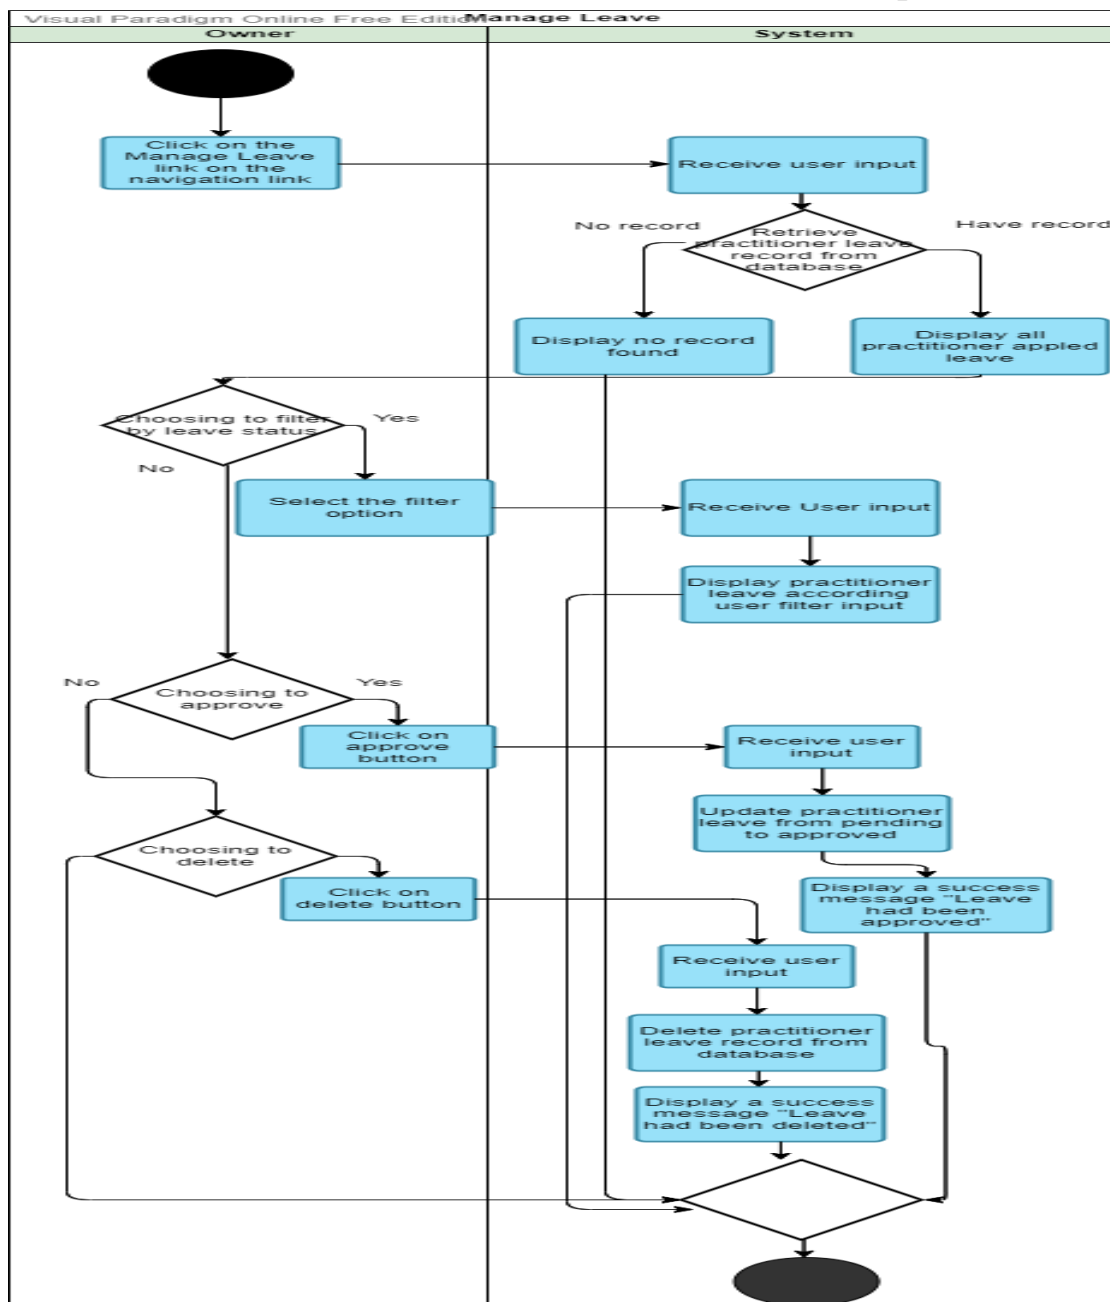 Visual Paradigm Online Free Edition
Manage Leave
Owner
System
Click on the
Manage Leave
link on the
navigation link
Receive user input
No record
Have record
Retrieve
practitioner leave
record from
database
Display no record
found
Display all
practitioner appled
leave
Choosing to filter
by leave status
Yes
No
Select the filter
option
Receive User input
Display practitioner
leave according
user filter input
No
Choosing to
approve
Yes
Click on
approve
button
Receive user
input
Update practitioner
leave from pending
to approved
Choosing to
delete
Click on
delete button
Display a success
message "Leave
had been
approved"
Receive user
input
Delete practitioner
leave record from
database
Display a success
message "Leave
had been deleted"